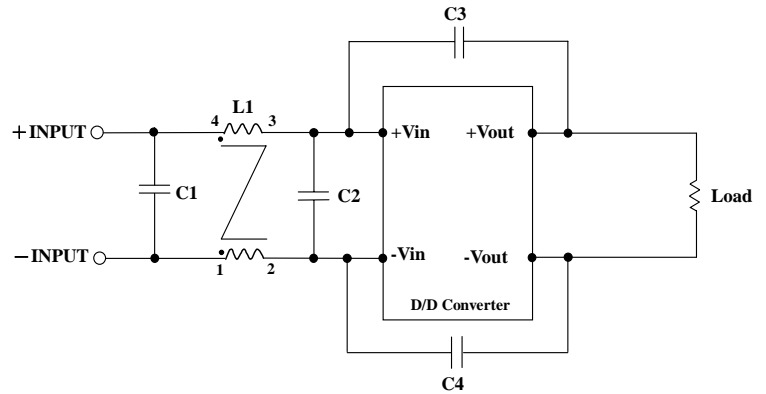 C3
L1
4 3
+INPUT
+Vin
+Vout
C1
C2
Load
−INPUT
-Vin
-Vout
1 2
D/D Converter
C4